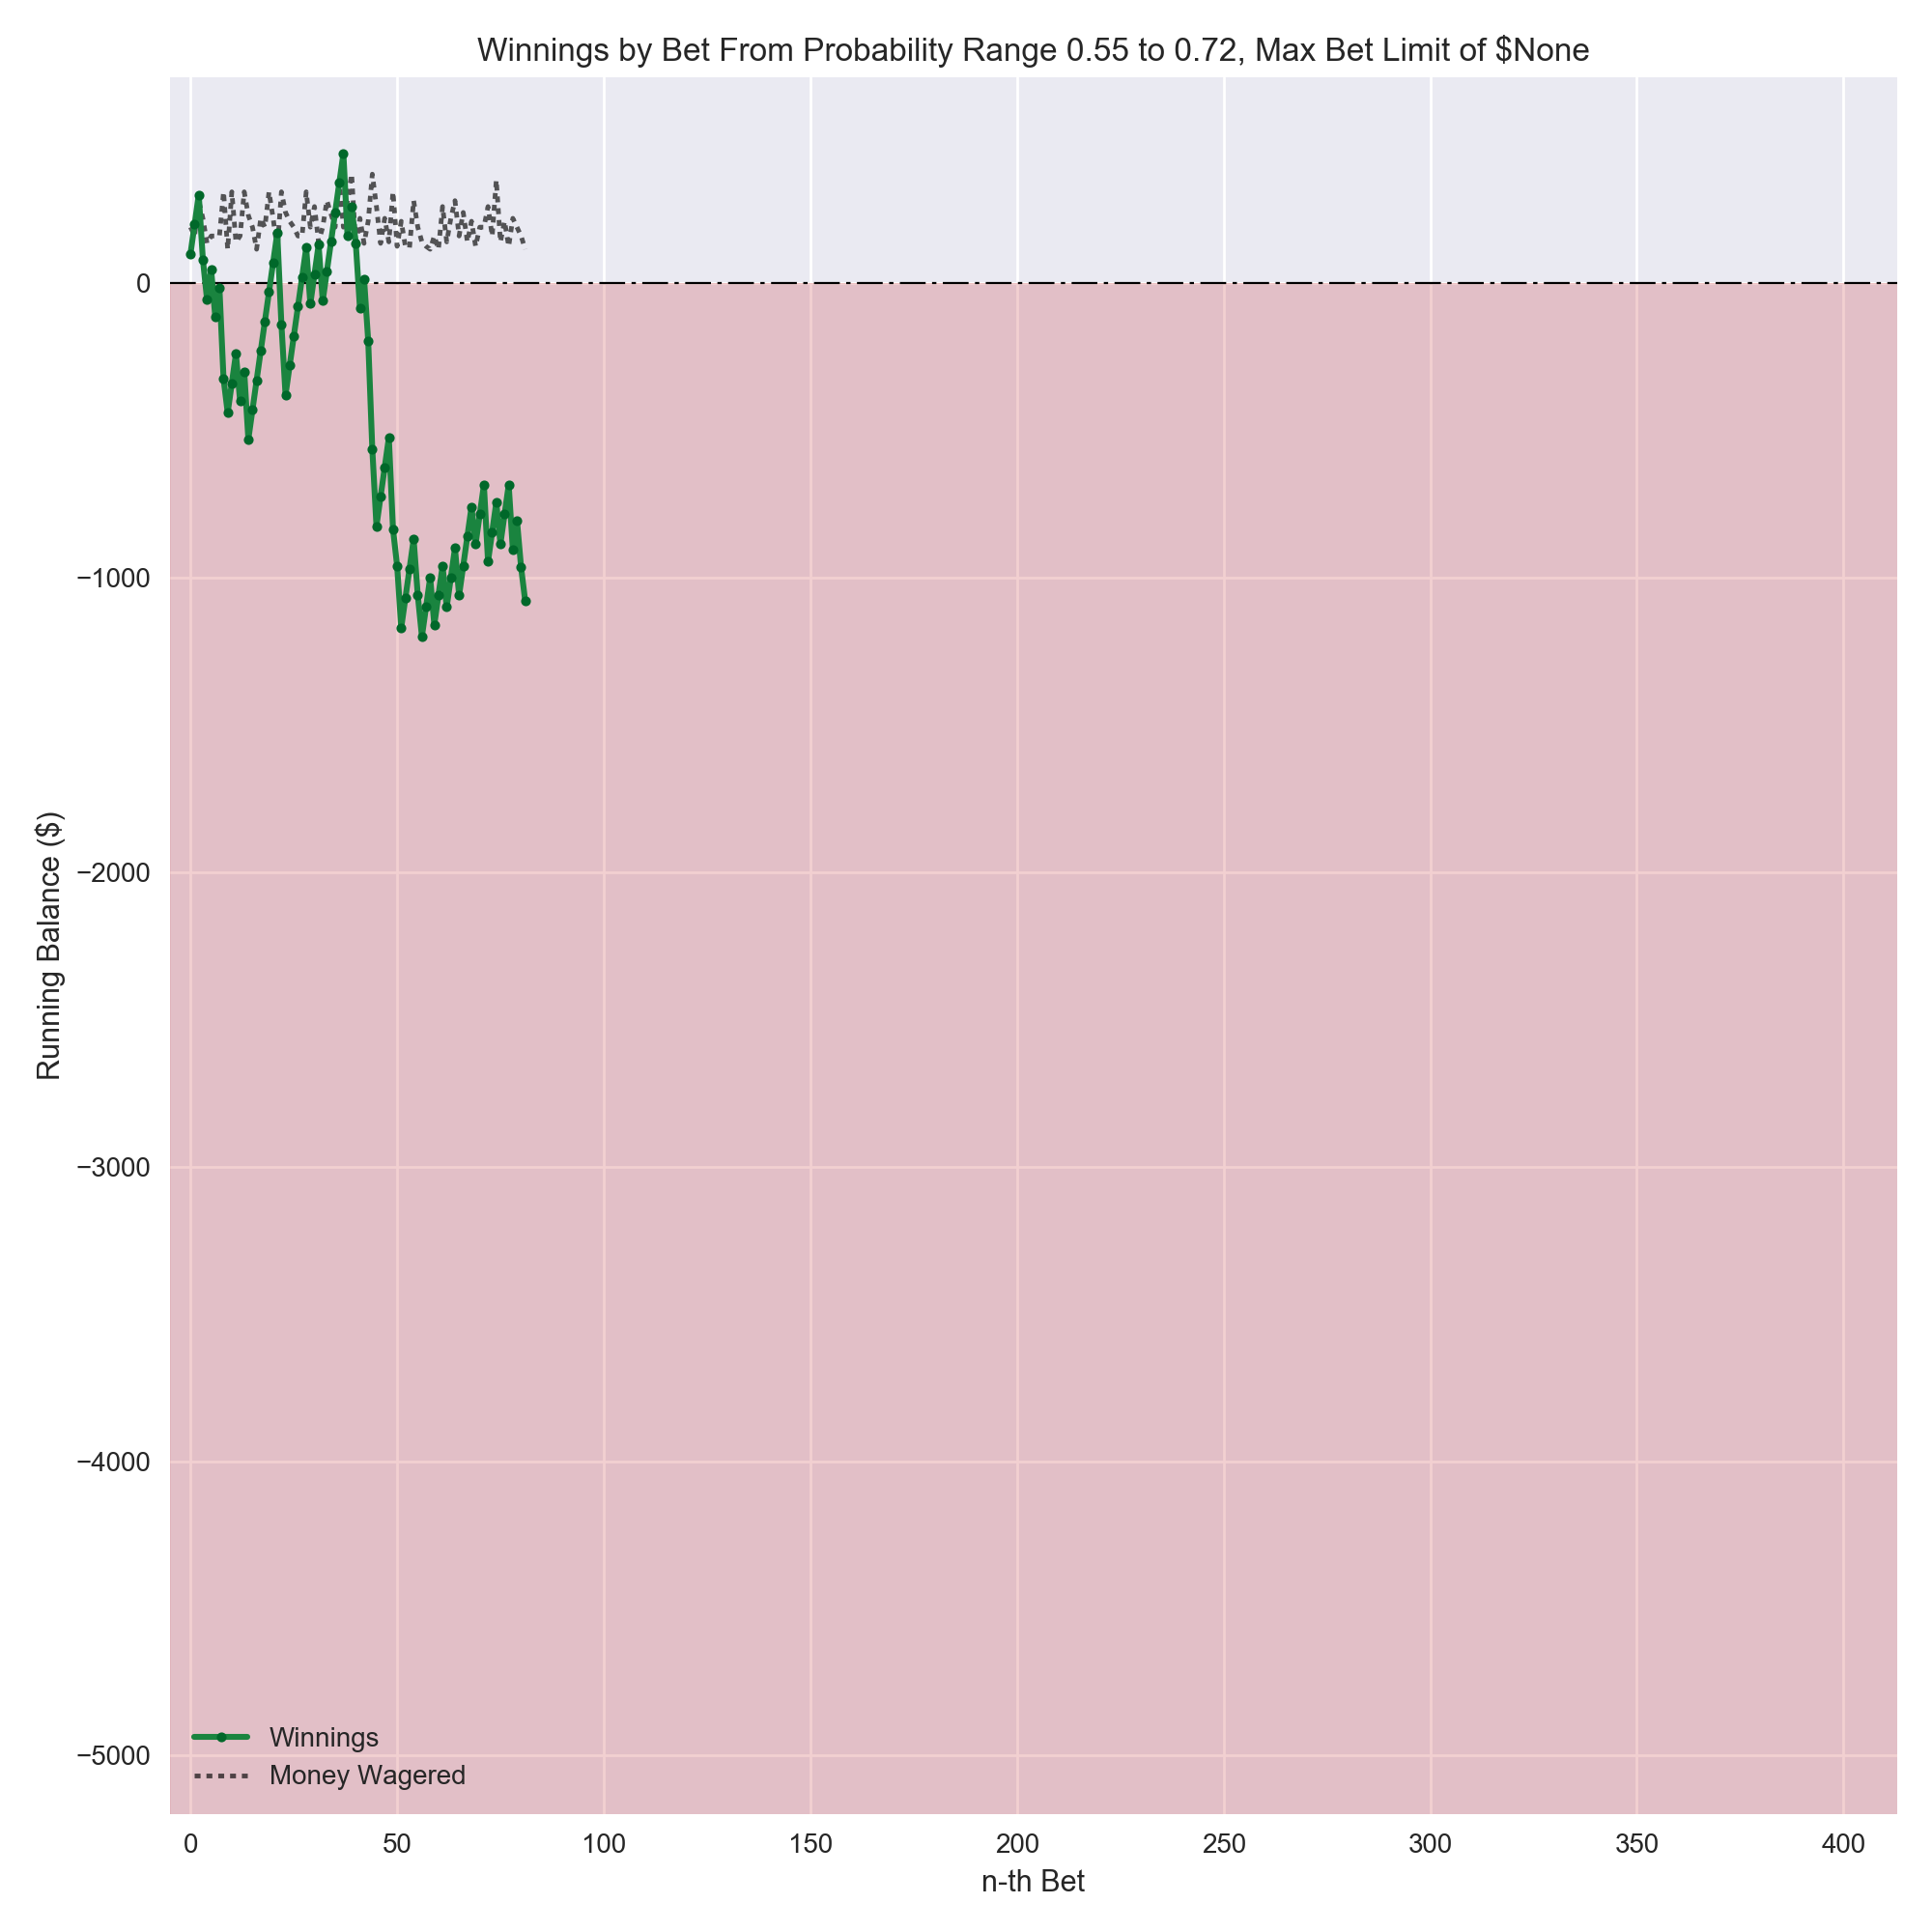 Winnings by Bet From Probability Range 0.55 to 0.72, Max Bet Limit of $None
Running Balance ($)
0
−1000
−2000
−3000
−4000
−5000
Winnings
Money Wagered
0 50 100 150 200 250 300 350 400
n-th Bet